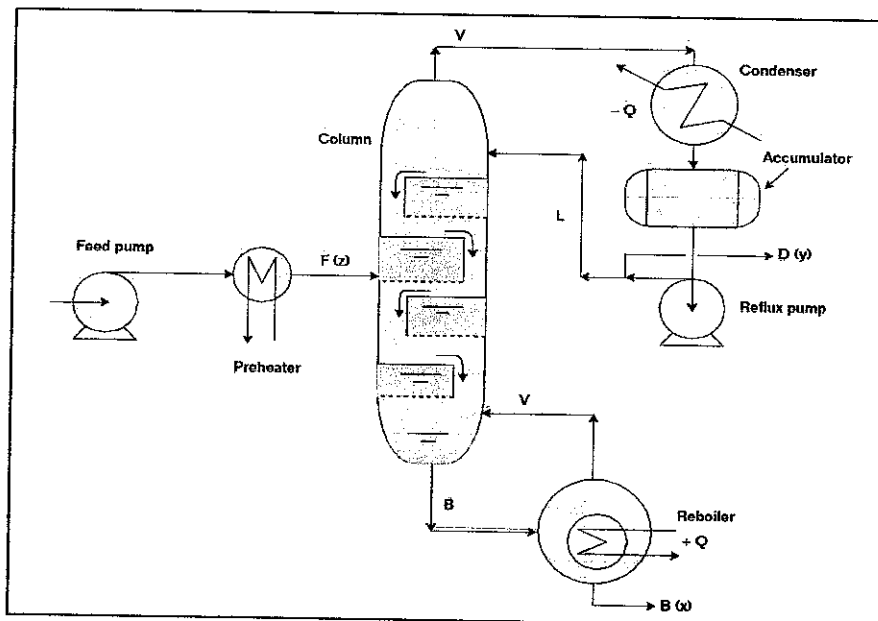 V
Condenser
– Q
Column
Accumulator
L
Feed pump
F (z)
D (y)
Reflux pump
Preheater
V
B
Reboiler
+ Q
B (x)